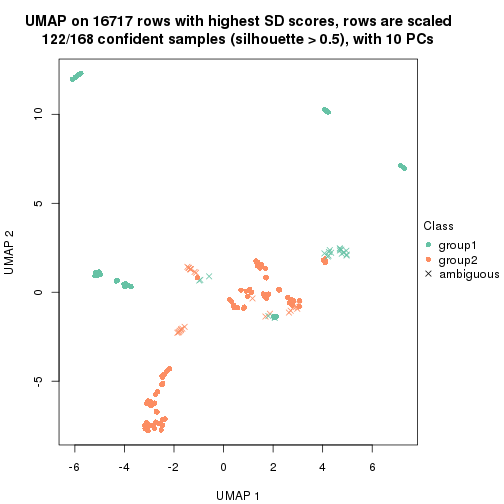 UMAP on 16717 rows with highest SD scores, rows are scaled
122/168 confident samples (silhouette > 0.5), with 10 PCs
10
5
0
-5
UMAP 2
-6
-4
-2
0
2
4
6
UMAP 1
Class
group1
group2
ambiguous